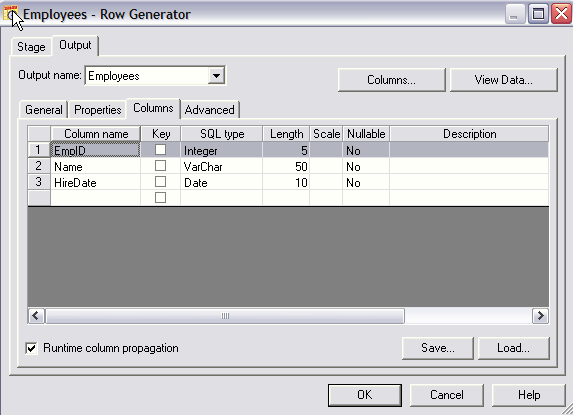 Employees - Row Generator
Stage Output
Output name: Employees Columns... View Data...
General Properties Columns Advanced
Column name Key SQL type Length Scale Nullable Description
1 EmpID Integer 5 No
2 Name VarChar 50 No
3 HireDate Date 10 No
Runtime column propagation Save... Load...
OK Cancel Help